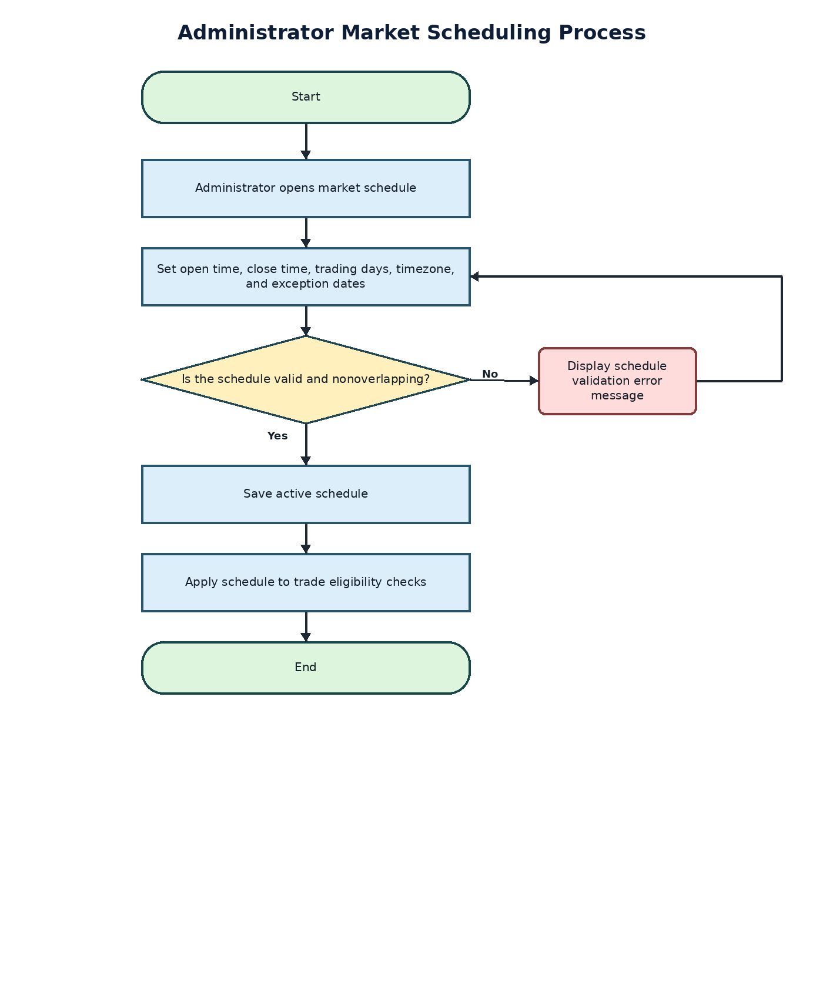 Administrator Market Scheduling Process
Start
Administrator opens market schedule
Set open time, close time, trading days, timezone,
and exception dates
Is the schedule valid and nonoverlapping?
No
Display schedule
validation error
message
Yes
Save active schedule
Apply schedule to trade eligibility checks
End